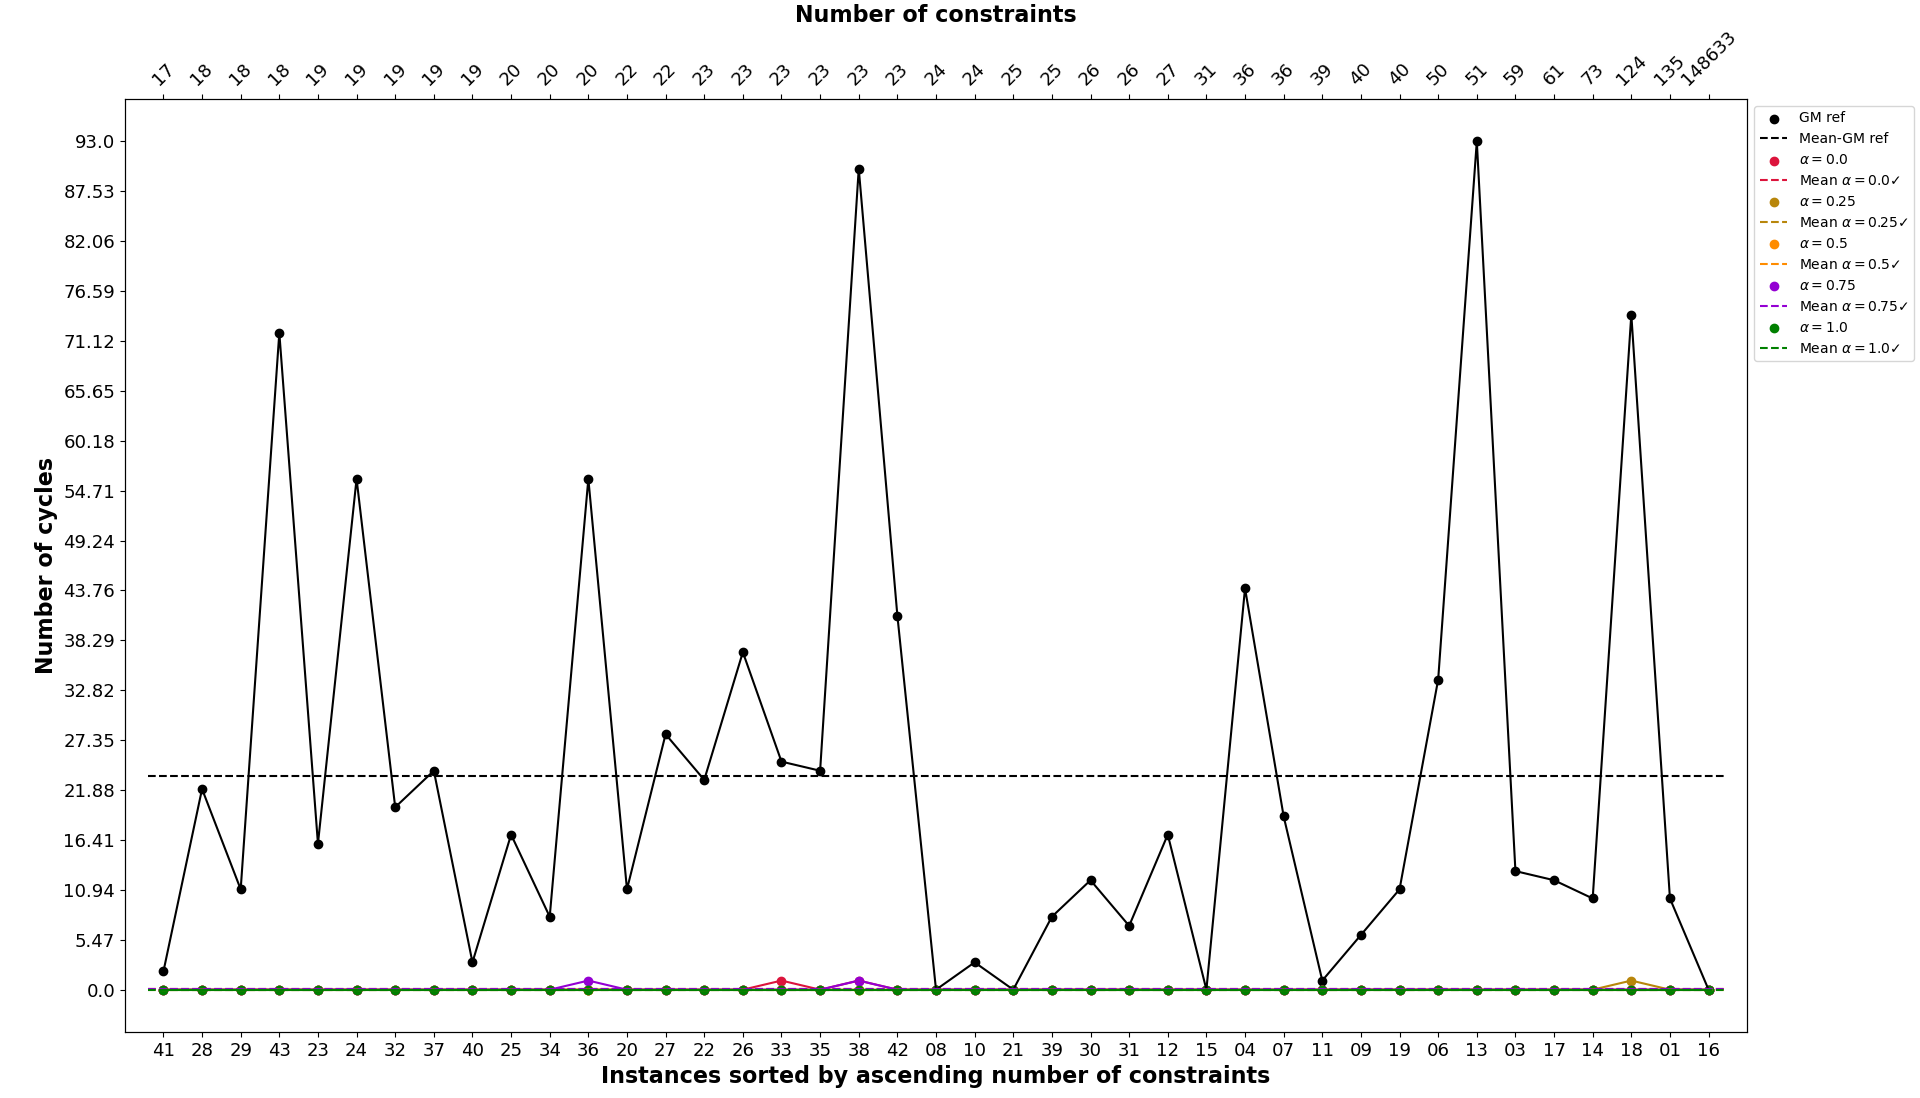 Number of constraints
17 18 18 18 19 19 19 19 19 20 20 20 22 22 23 23 23 23 23 23 24 24 25 25 26 26 27 31 36 36 39 40 40 50 51 59 61 73 124 135 148633
93.0
87.53
82.06
76.59
71.12
65.65
60.18
54.71
49.24
43.76
38.29
32.82
27.35
21.88
16.41
10.94
5.47
0.0
Number of cycles
GM ref
Mean-GM ref
α = 0.0
Mean α = 0.0✓
α = 0.25
Mean α = 0.25✓
α = 0.5
Mean α = 0.5✓
α = 0.75
Mean α = 0.75✓
α = 1.0
Mean α = 1.0✓
41 28 29 43 23 24 32 37 40 25 34 36 20 27 22 26 33 35 38 42 08 10 21 39 30 31 12 15 04 07 11 09 19 06 13 03 17 14 18 01 16
Instances sorted by ascending number of constraints